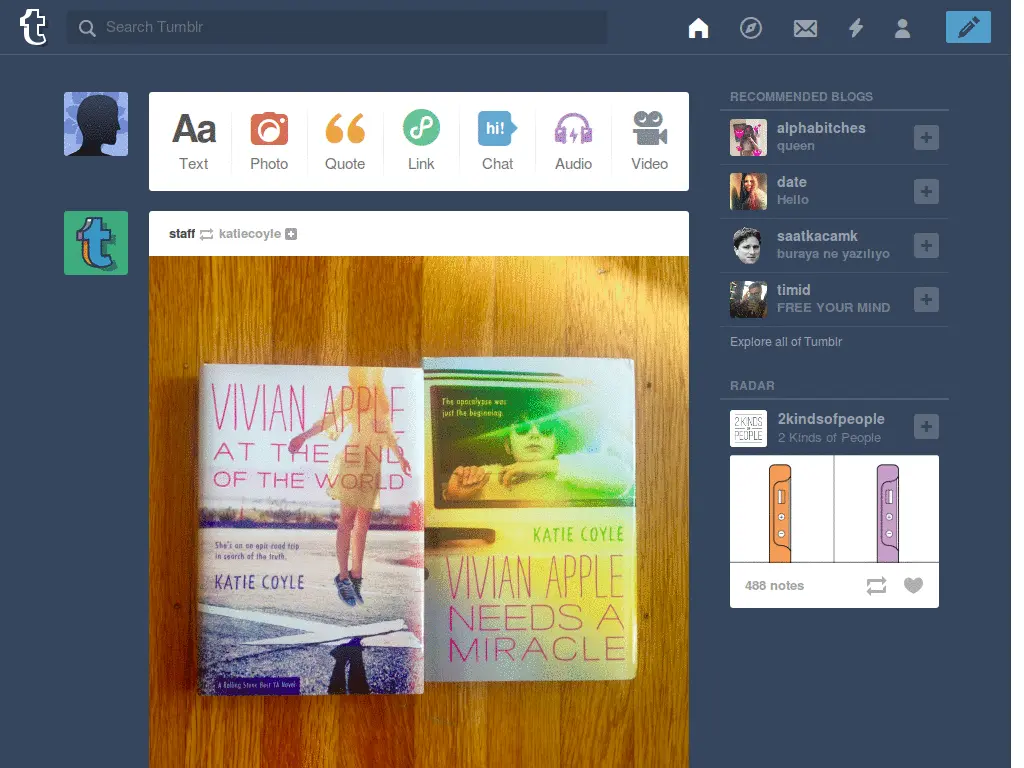 t
Search Tumblr
Aa
hi!
Text
Photo
Quote
Link
Chat
Audio
Video
t
staff katiecoyle
VIVIAN APPLE
AT THE END
OF THE WORLD
She's on an epic road trip
in search of the truth.
KATIE COYLE
A Rolling Stone Best YA Novel
The apocalypse was
just the beginning.
KATIE COYLE
VIVIAN APPLE
NEEDS A
MIRACLE
RECOMMENDED BLOGS
alphabitches
queen
date
Hello
saatkacamk
buraya ne yazılıyo
timid
FREE YOUR MIND
Explore all of Tumblr
RADAR
2 KINDS
OF
PEOPLE
2kindsofpeople
2 Kinds of People
488 notes